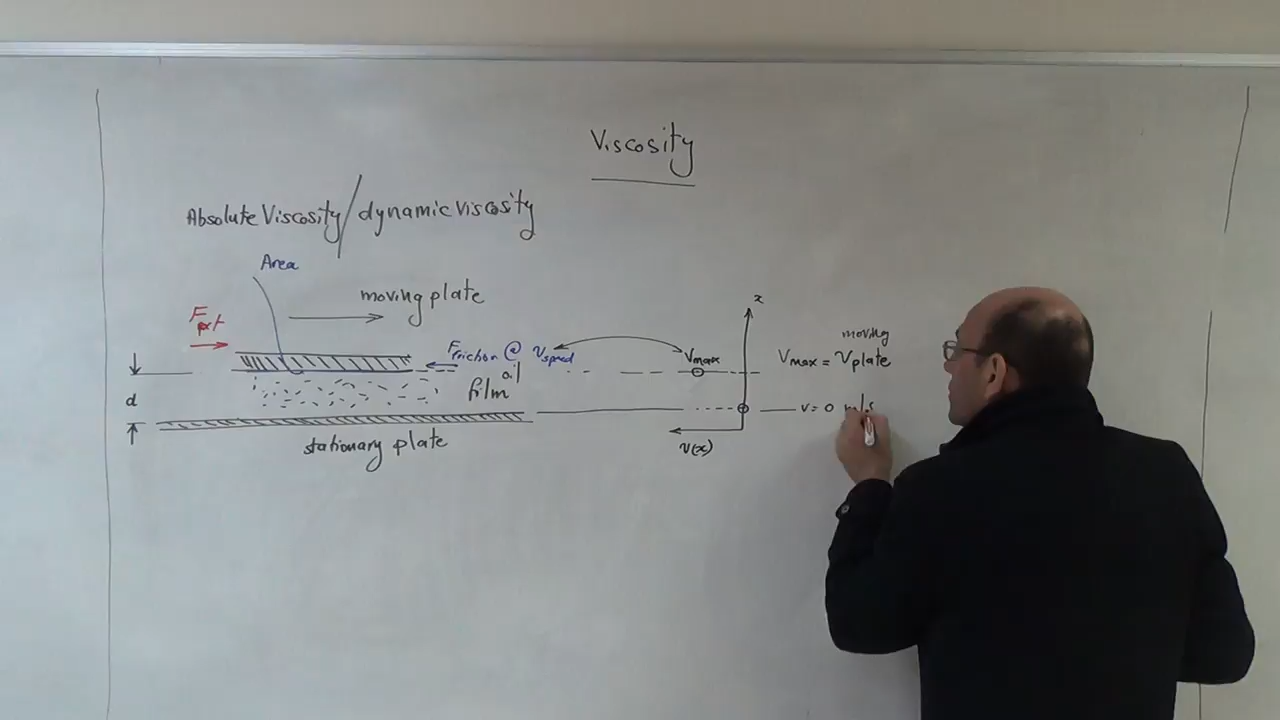 Viscosity
Absolute Viscosity/dynamic viscosity
Area
moving plate
Fext
Ffriction @ Vspeed
oil
film
d
stationary plate
x
Vmax
v(x)
moving
Vmax = Vplate
v = 0 m/s